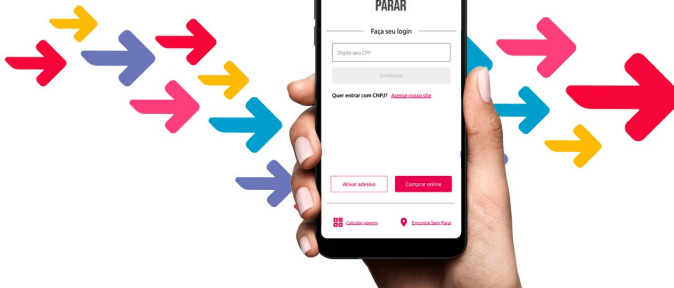 PARAR
Faça seu login
Digite seu CPF
Continuar
Quer entrar com CNPJ? Acesse nosso site
Ativar adesivo
Comprar online
Calcular viagem
Encontre Sem Parar